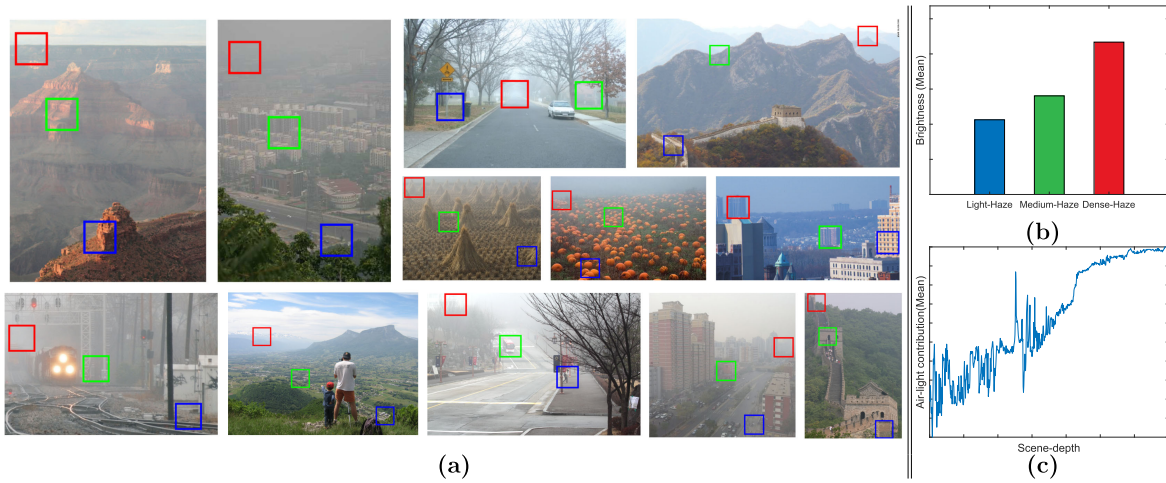 (a)
Brightness (Mean)
Light-Haze Medium-Haze Dense-Haze
(b)
Air-light contribution(Mean)
Scene-depth
(c)